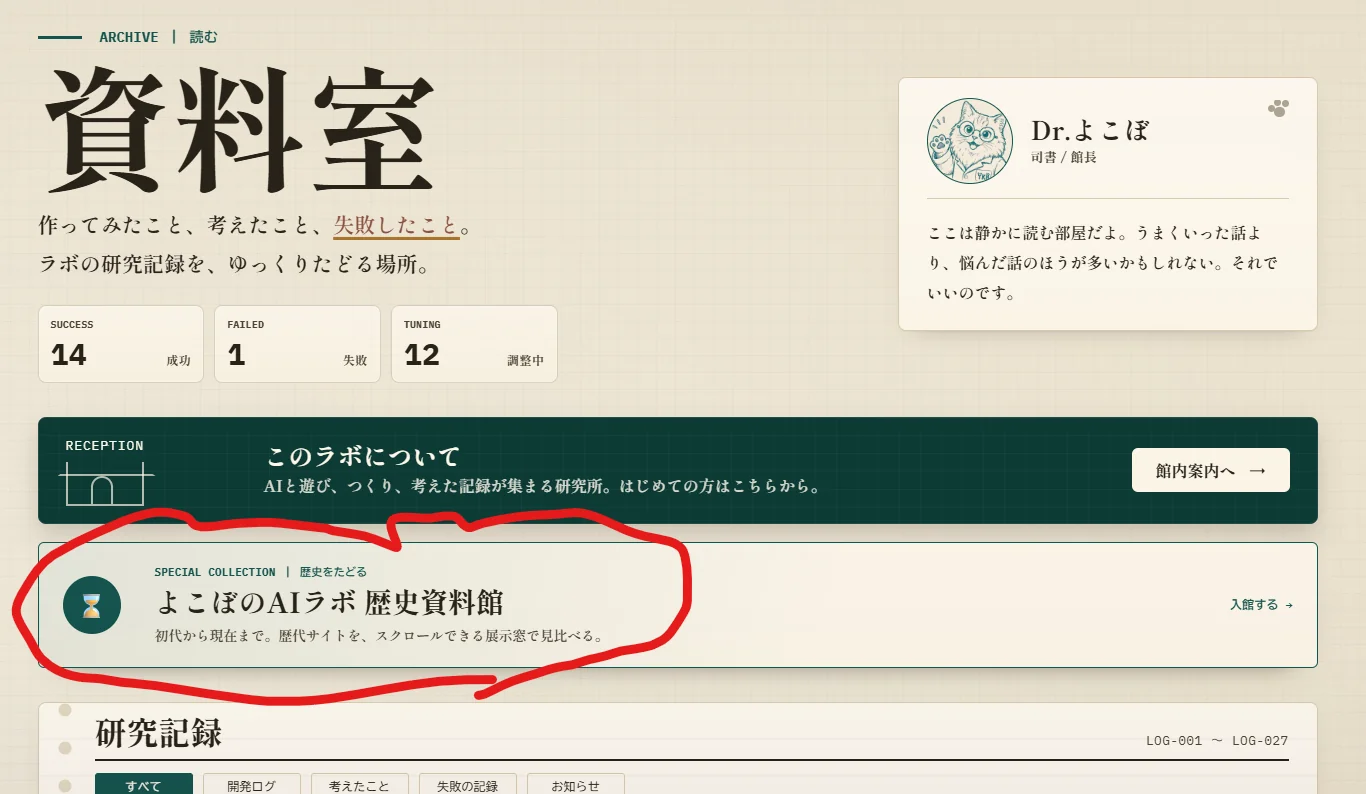 ARCHIVE | 読む
資料室
作ってみたこと、考えたこと、失敗したこと。
ラボの研究記録を、ゆっくりたどる場所。
SUCCESS
14 成功
FAILED
1 失敗
TUNING
12 調整中
YKB
Dr.よこぼ
司書 / 館長
ここは静かに読む部屋だよ。うまくいった話よ
り、悩んだ話のほうが多いかもしれない。それで
いいのです。
RECEPTION
このラボについて
AIと遊び、つくり、考えた記録が集まる研究所。はじめての方はこちらから。
館内案内へ →
SPECIAL COLLECTION | 歴史をたどる
よこぼのAIラボ 歴史資料館
初代から現在まで。歴代サイトを、スクロールできる展示窓で見比べる。
入館する →
研究記録
LOG-001 〜 LOG-027
すべて 開発ログ 考えたこと 失敗の記録 お知らせ